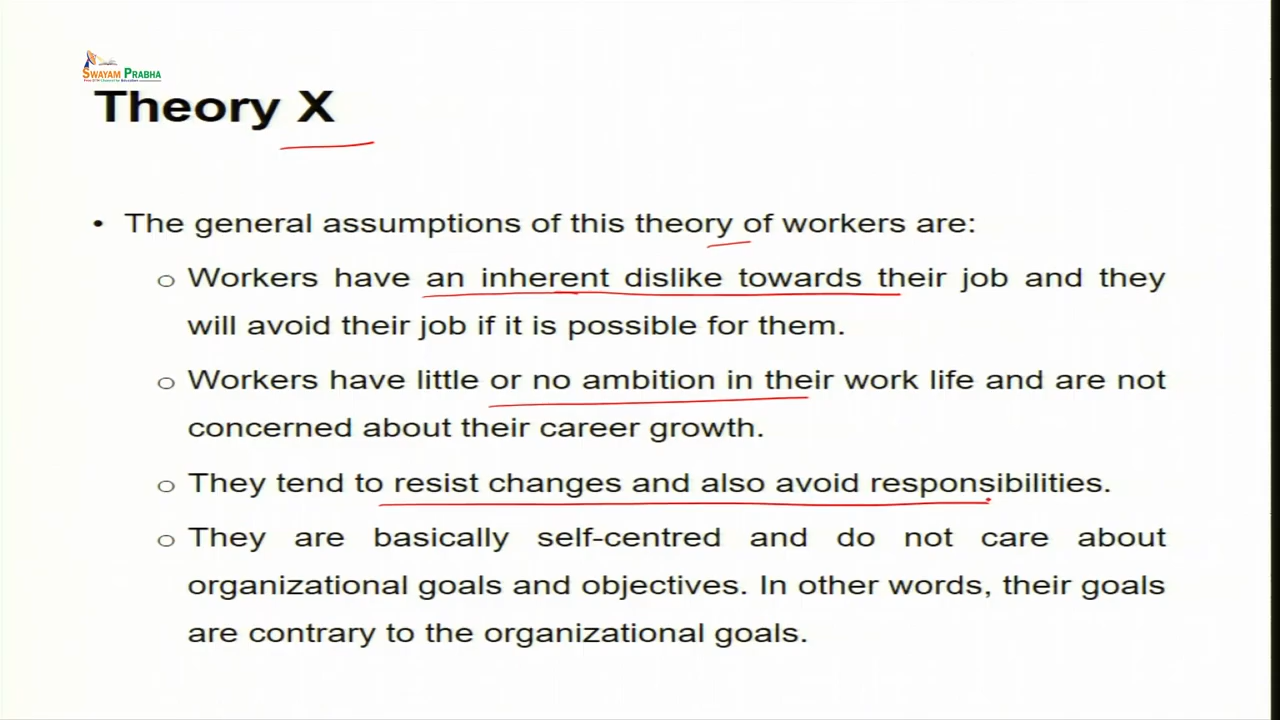 SWAYAM PRABHA
Theory X
• The general assumptions of this theory of workers are:
o Workers have an inherent dislike towards their job and they
will avoid their job if it is possible for them.
o Workers have little or no ambition in their work life and are not
concerned about their career growth.
o They tend to resist changes and also avoid responsibilities.
o They are basically self-centred and do not care about
organizational goals and objectives. In other words, their goals
are contrary to the organizational goals.